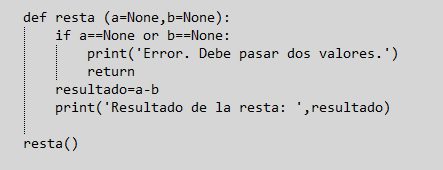 def resta (a=None,b=None):
    if a==None or b==None:
        print('Error. Debe pasar dos valores.')
        return
    resultado=a-b
    print('Resultado de la resta: ',resultado)
resta()